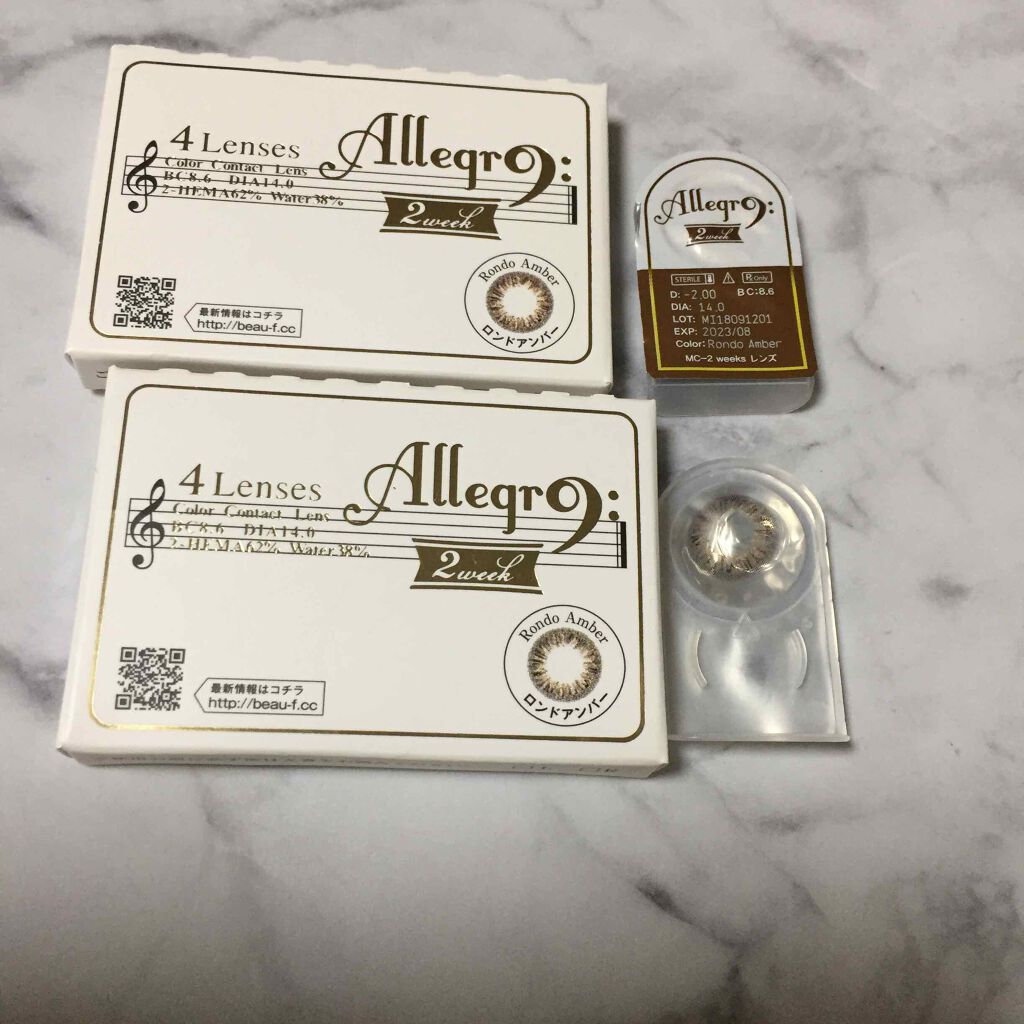 Allegro:
4 Lenses
Color Contact Lens
BC8.6 DIA14.0
2-HEMA62% Water38%
2week
Rondo Amber
ロンドアンバー
最新情報はコチラ
http://beau-f.cc
Allegro:
2week
STERILE
Rx Only
D: -2.00 BC:8.6
DIA: 14.0
LOT: MI18091201
EXP: 2023/08
Color: Rondo Amber
MC-2 weeks レンズ
Allegro:
4 Lenses
Color Contact Lens
BC8.6 DIA14.0
2-HEMA62% Water38%
2week
Rondo Amber
ロンドアンバー
最新情報はコチラ
http://beau-f.cc